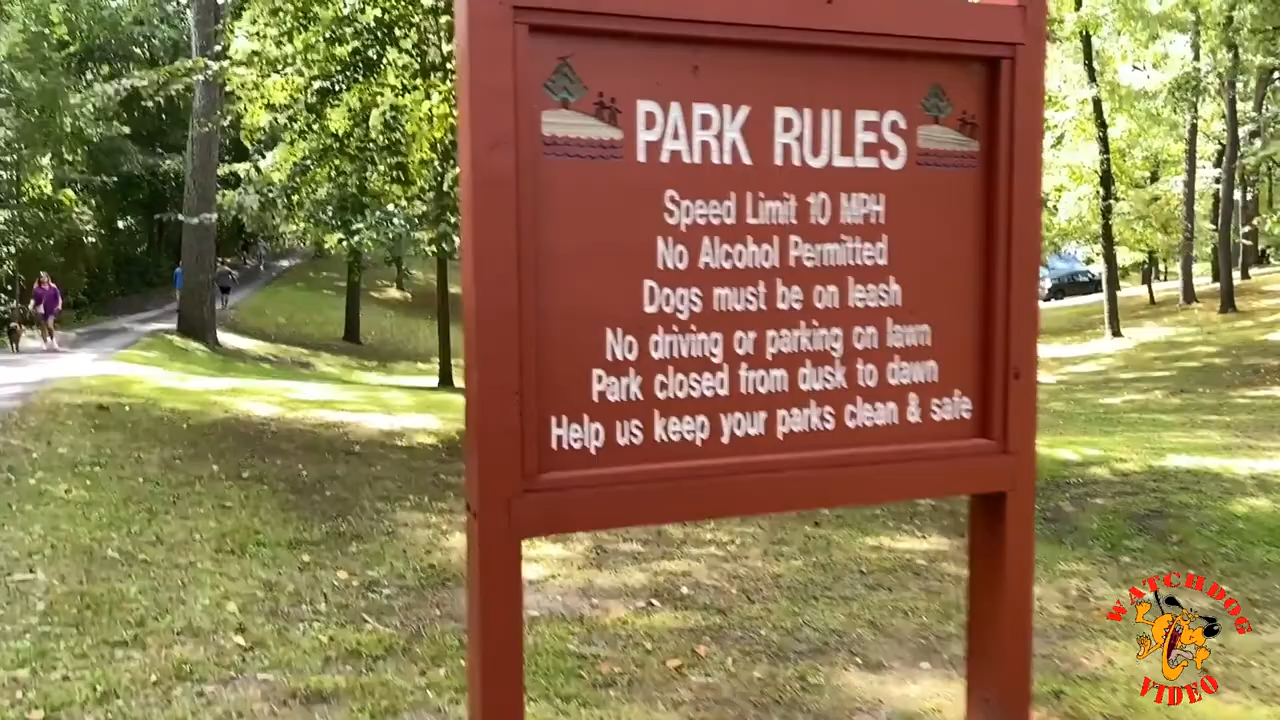 PARK RULES
Speed Limit 10 MPH
No Alcohol Permitted
Dogs must be on leash
No driving or parking on lawn
Park closed from dusk to dawn
Help us keep your parks clean & safe
WATCHDOG
VIDEO